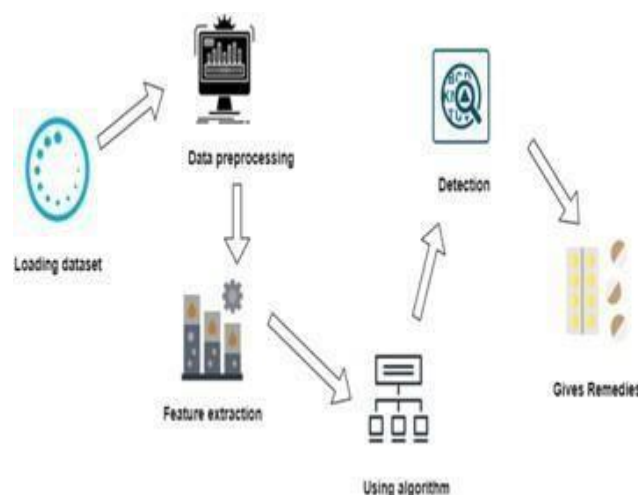 Loading dataset
Data preprocessing
Feature extraction
Using algorithm
Detection
Gives Remedies